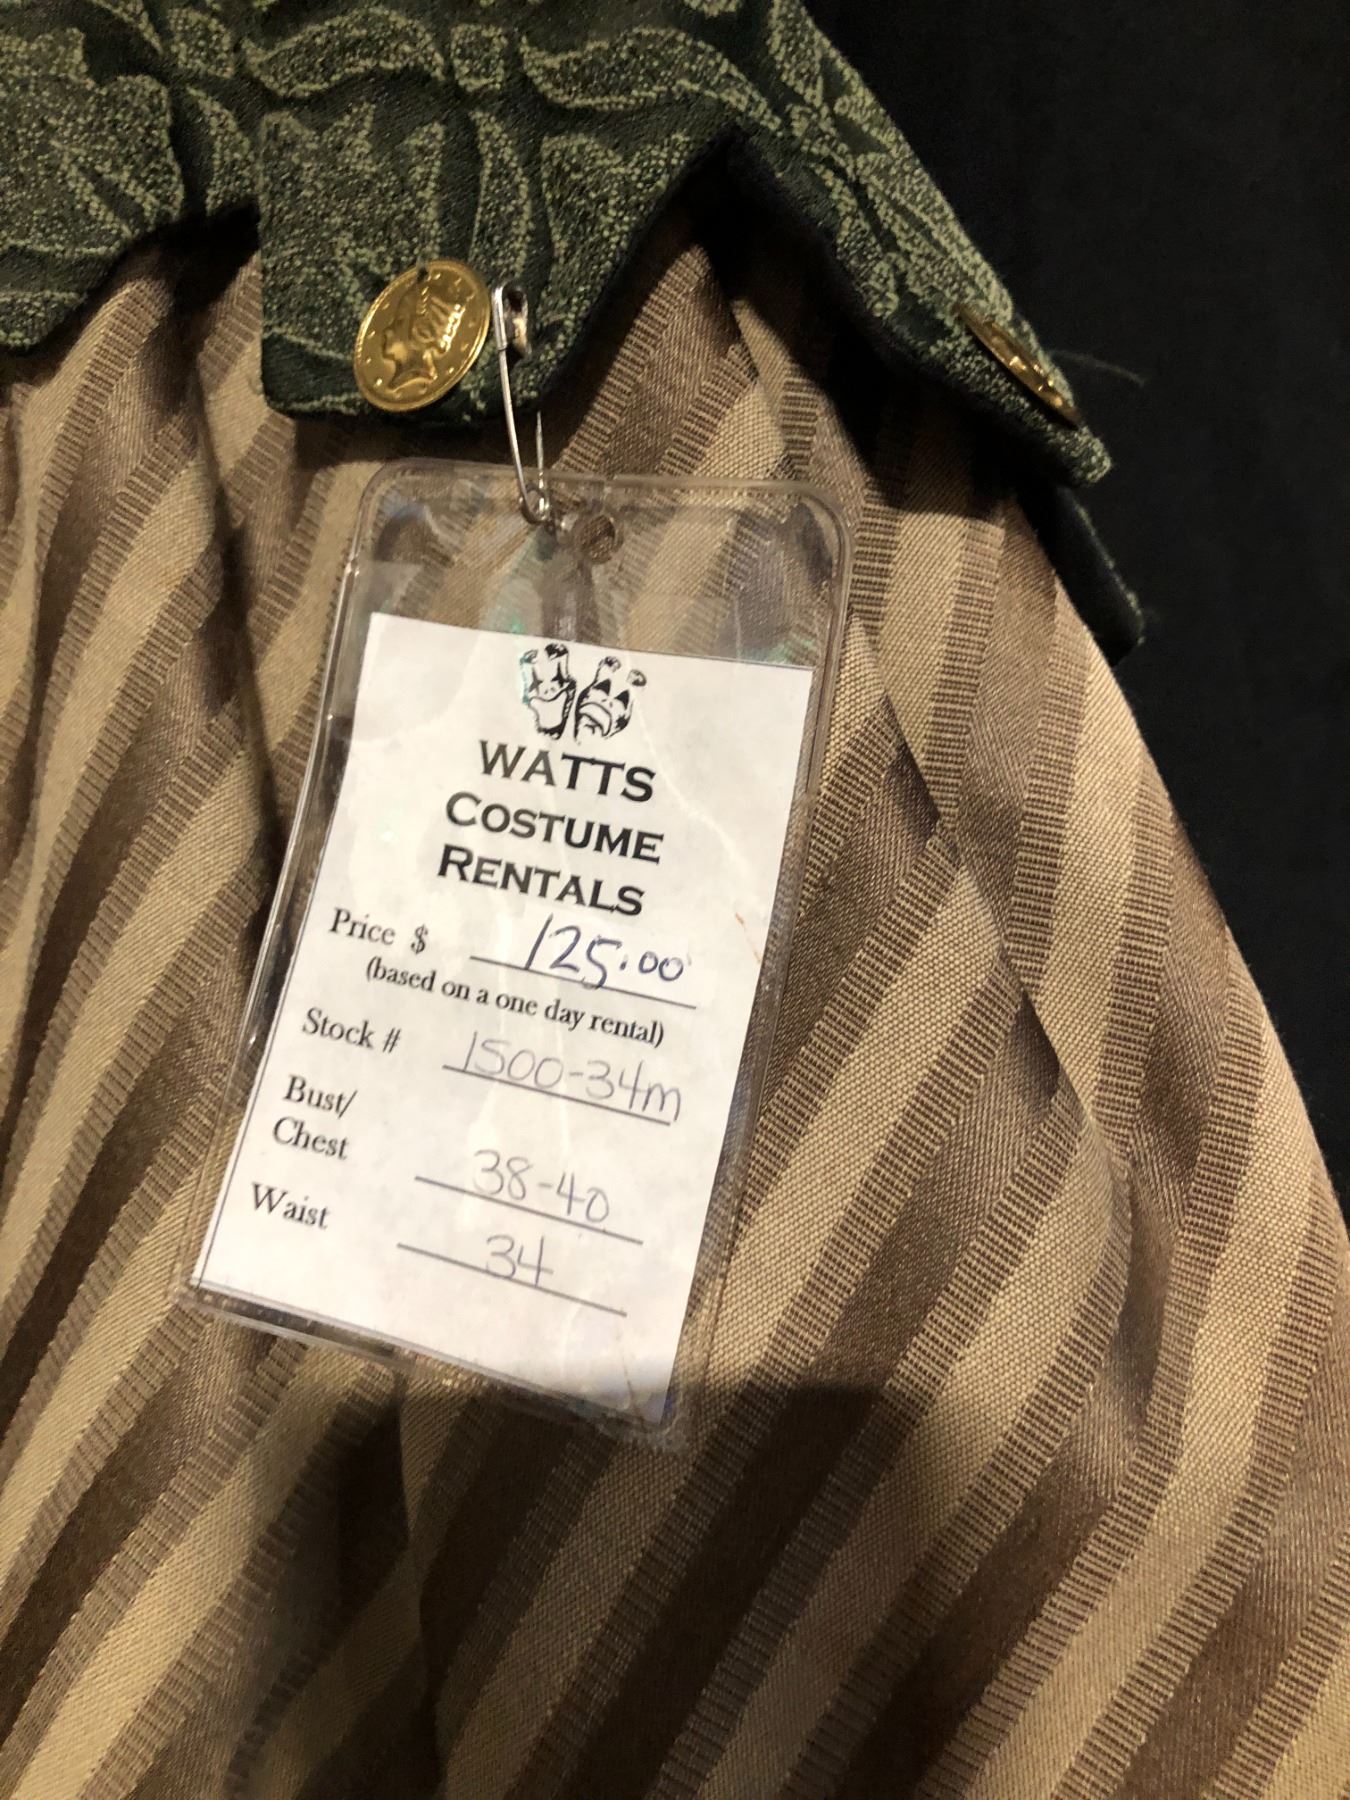 WATTS
COSTUME
RENTALS
Price $ 125.00
(based on a one day rental)
Stock # 1500-34m
Bust/
Chest 38-40
Waist 34